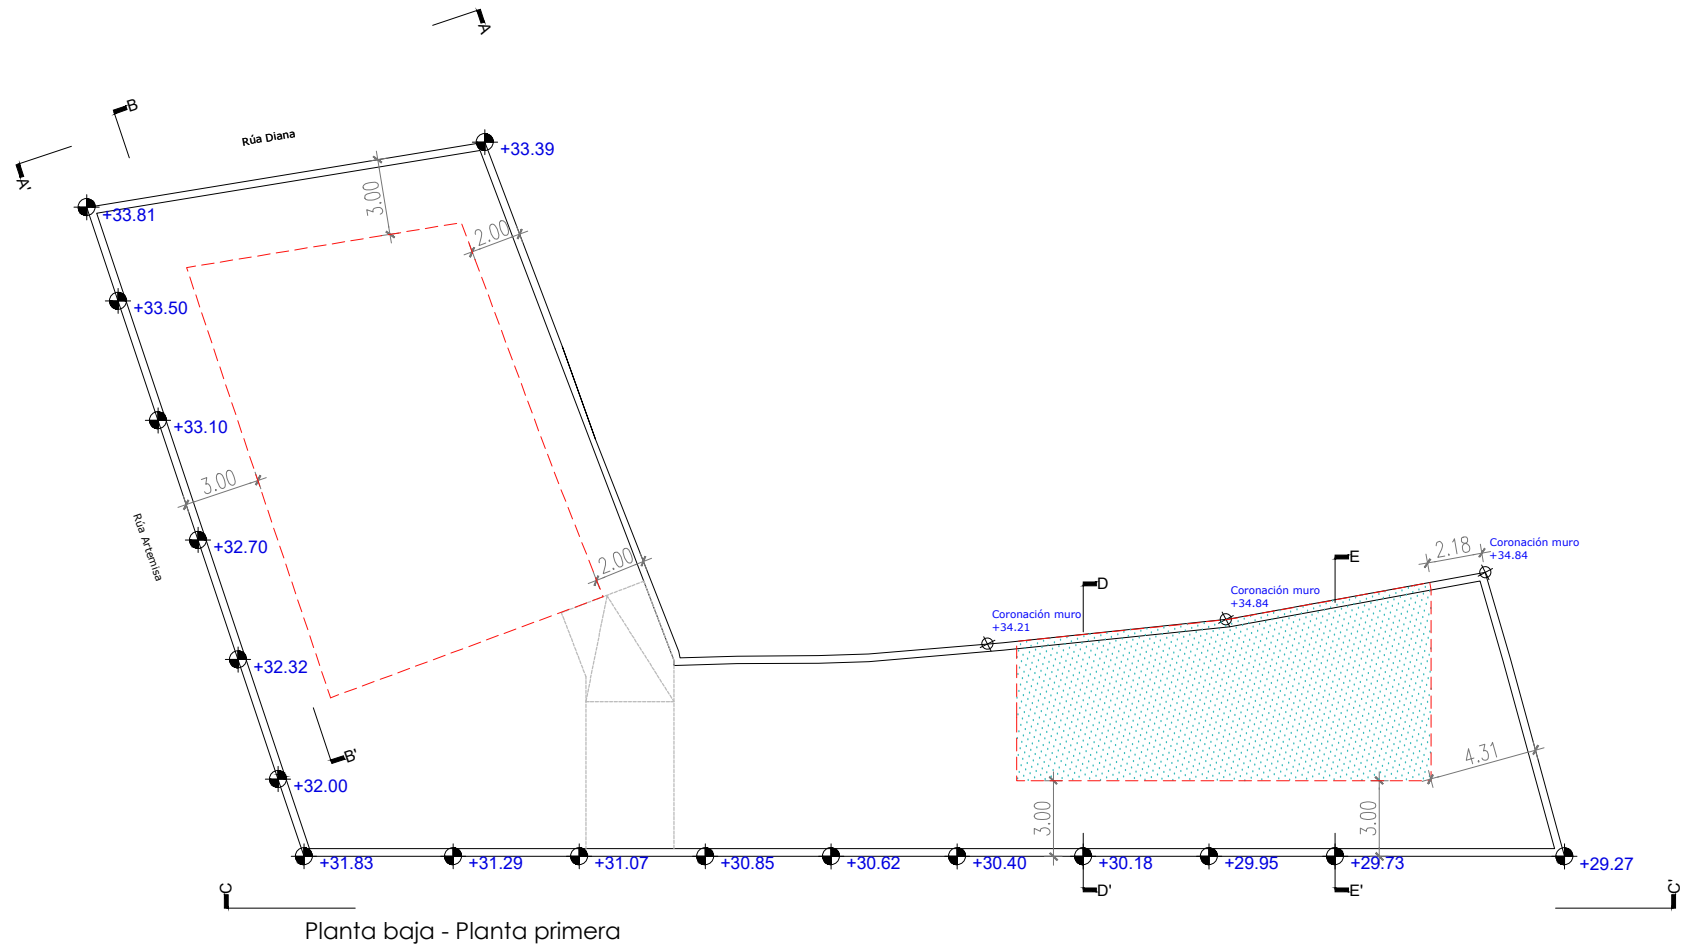 A
B
Rúa Diana
+33.39
A'
3.00
+33.81
2.00
+33.50
+33.10
3.00
Rúa Artemisa
+32.70
2.00
E
2.18
Coronación muro
+34.84
D
Coronación muro
+34.84
Coronación muro
+34.21
+32.32
B'
4.31
+32.00
3.00
3.00
+31.83
+31.29
+31.07
+30.85
+30.62
+30.40
+30.18
+29.95
+29.73
+29.27
C
D'
E'
C'
Planta baja - Planta primera